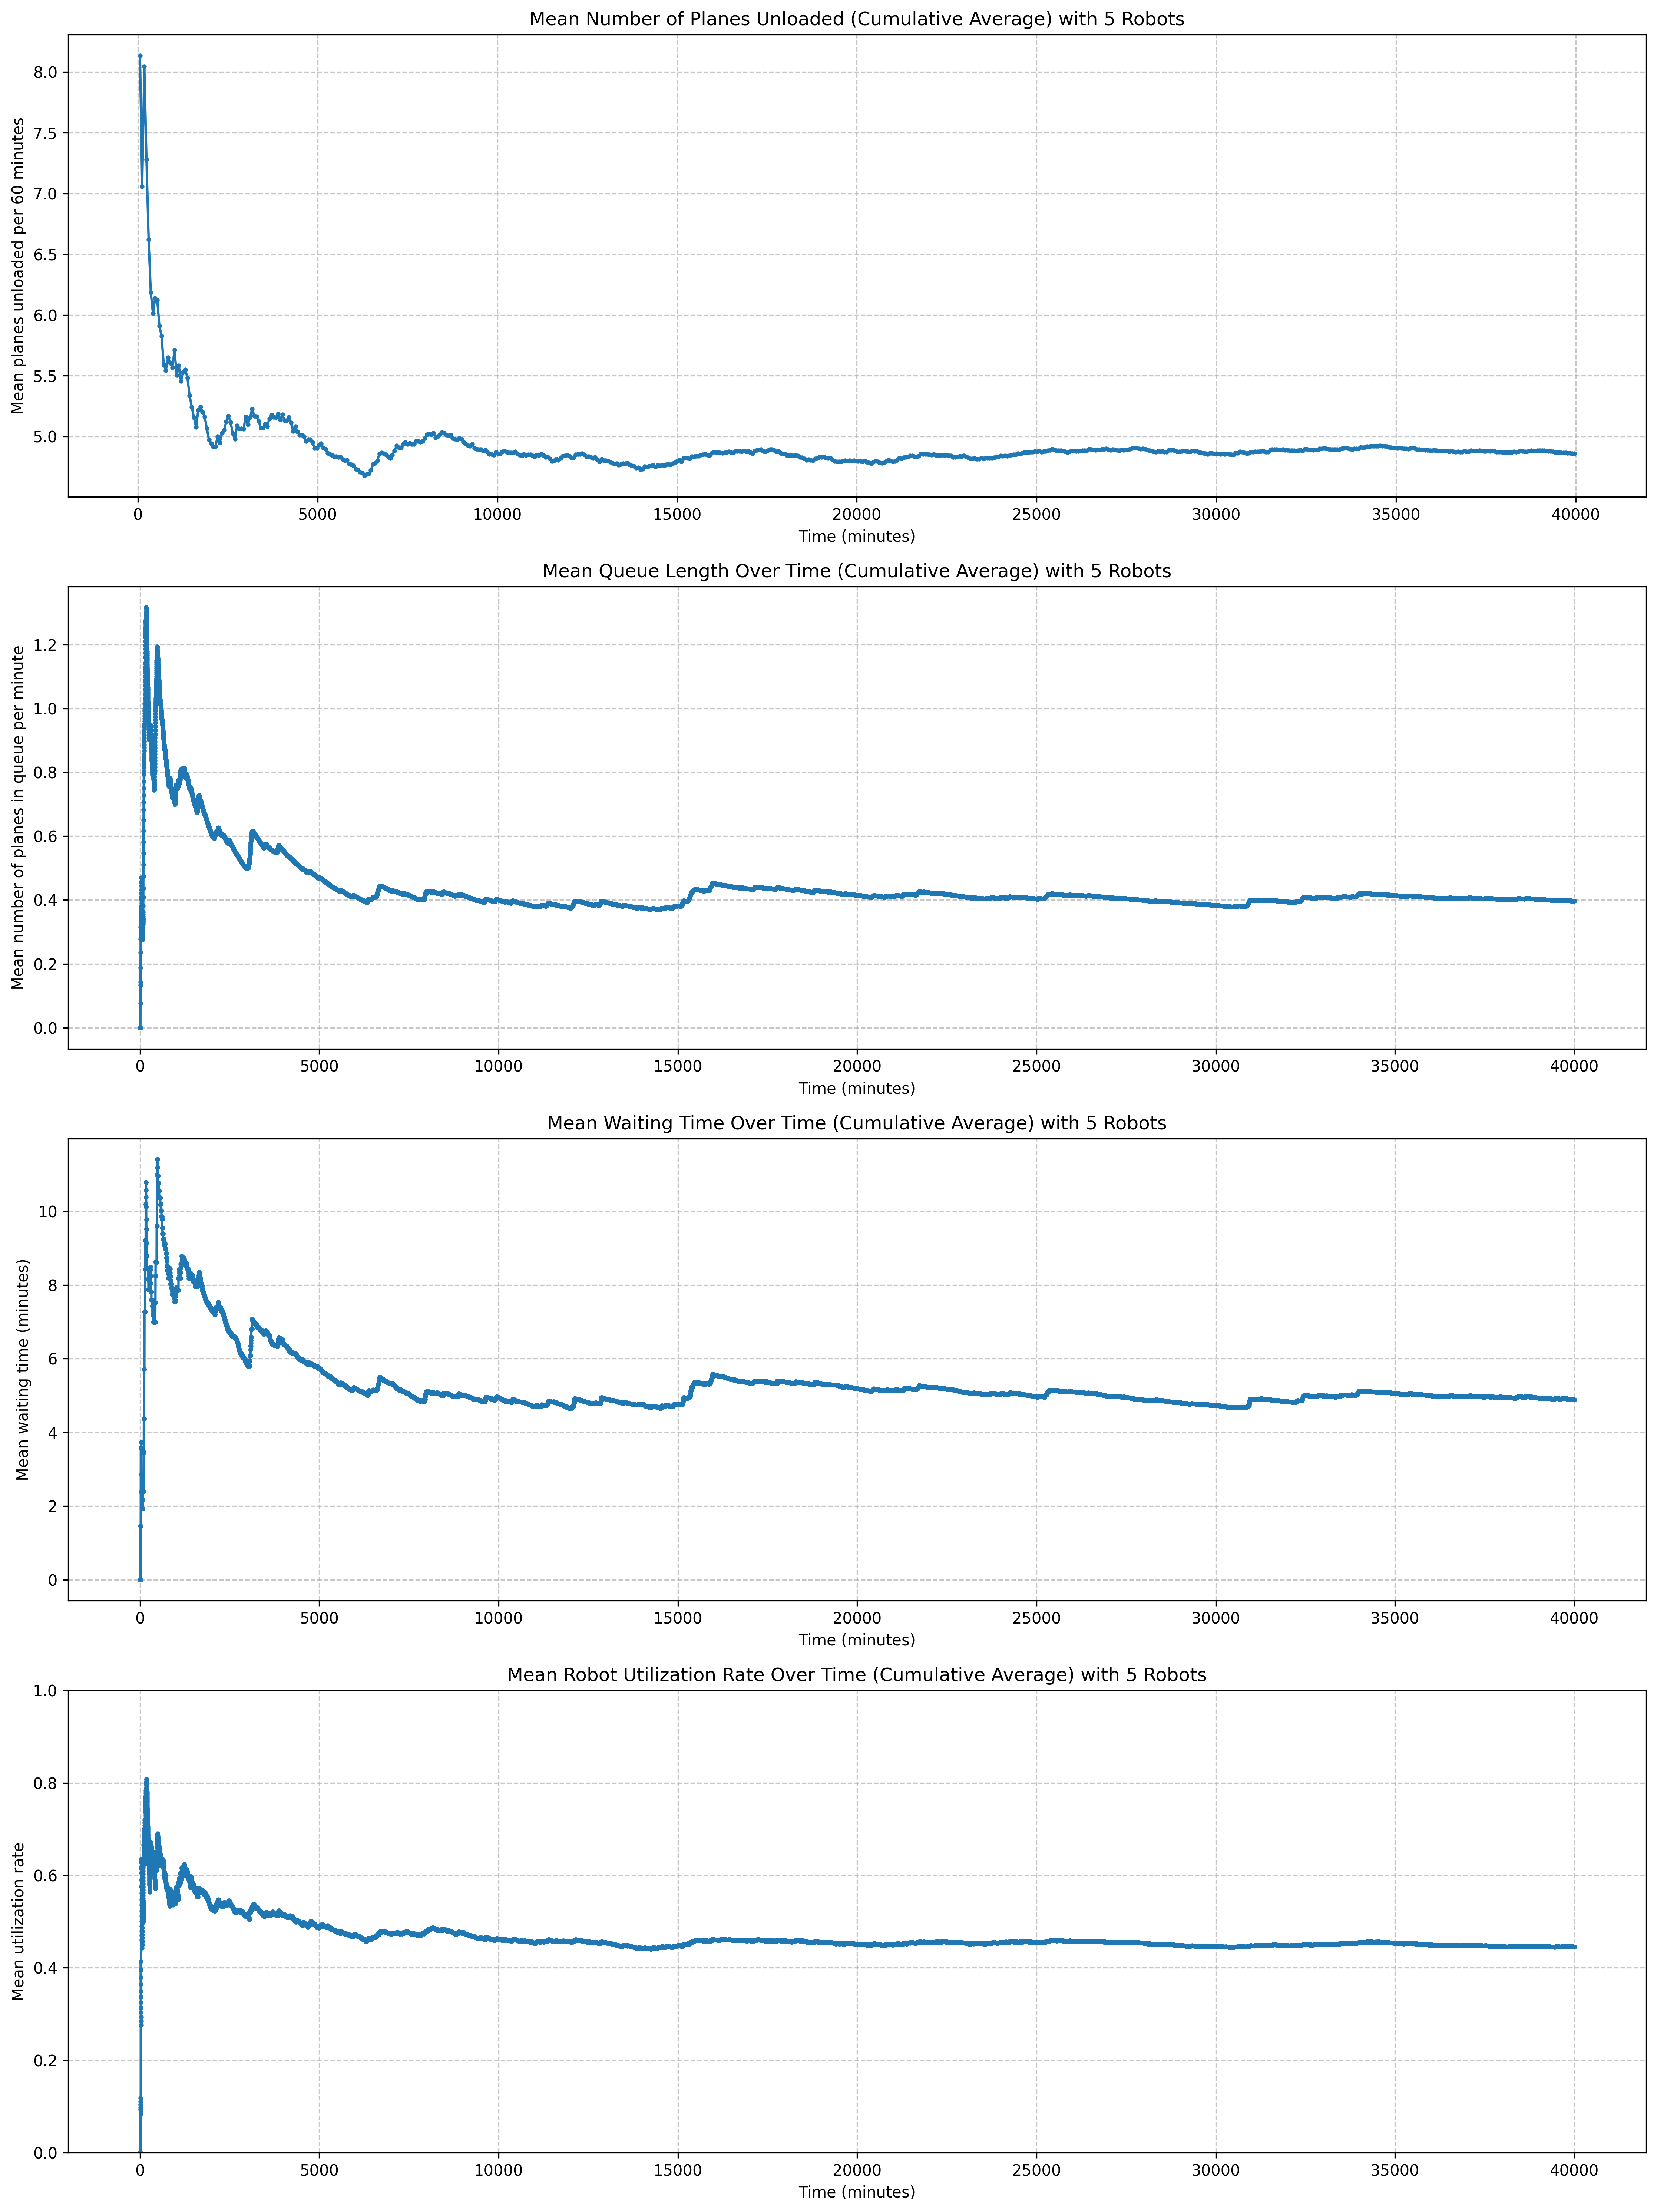 Mean Number of Planes Unloaded (Cumulative Average) with 5 Robots
Mean planes unloaded per 60 minutes
8.0
7.5
7.0
6.5
6.0
5.5
5.0
0 5000 10000 15000 20000 25000 30000 35000 40000
Time (minutes)
Mean Queue Length Over Time (Cumulative Average) with 5 Robots
Mean number of planes in queue per minute
1.2
1.0
0.8
0.6
0.4
0.2
0.0
0 5000 10000 15000 20000 25000 30000 35000 40000
Time (minutes)
Mean Waiting Time Over Time (Cumulative Average) with 5 Robots
Mean waiting time (minutes)
10
8
6
4
2
0
0 5000 10000 15000 20000 25000 30000 35000 40000
Time (minutes)
Mean Robot Utilization Rate Over Time (Cumulative Average) with 5 Robots
Mean utilization rate
1.0
0.8
0.6
0.4
0.2
0.0
0 5000 10000 15000 20000 25000 30000 35000 40000
Time (minutes)